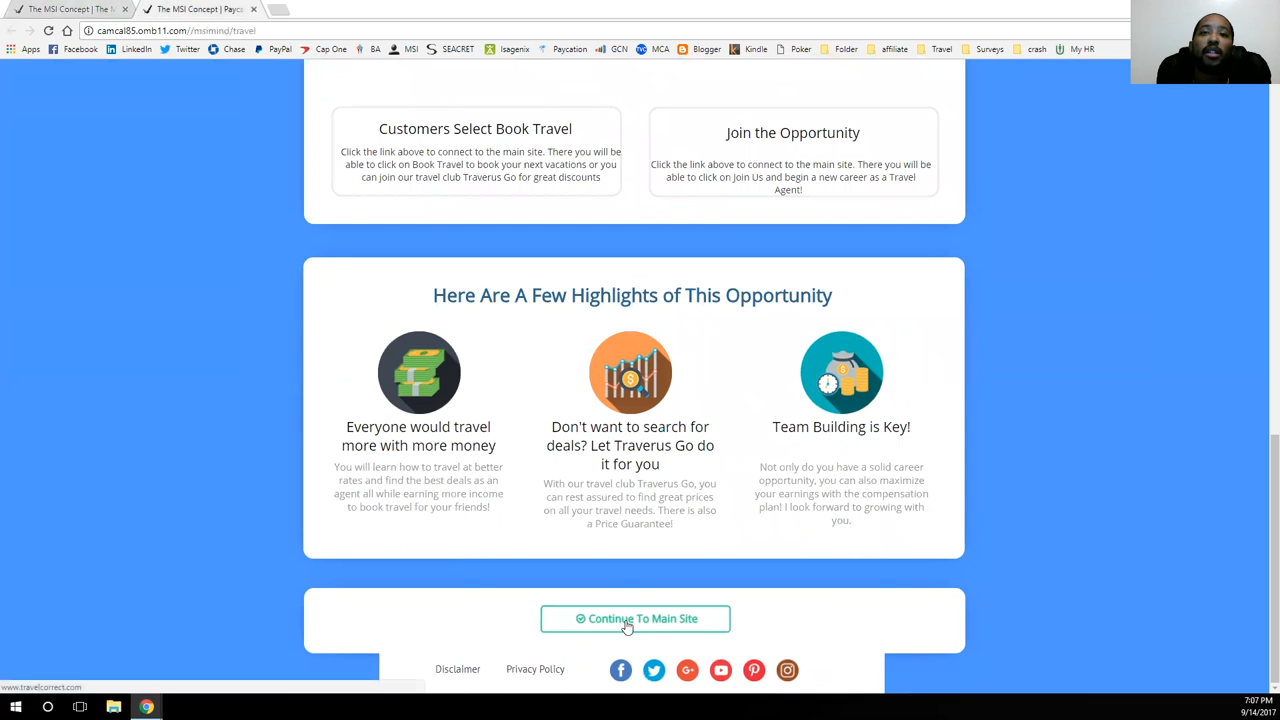 The MSI Concept | The M
The MSI Concept | Payca
camcal85.omb11.com//msimind/travel
Apps
Facebook
LinkedIn
Twitter
Chase
PayPal
Cap One
BA
MSI
SEACRET
Isagenix
Paycation
GCN
MCA
Blogger
Kindle
Poker
Folder
affiliate
Travel
Surveys
crash
My HR
Customers Select Book Travel
Click the link above to connect to the main site. There you will be
able to click on Book Travel to book your next vacations or you
can join our travel club Traverus Go for great discounts
Join the Opportunity
Click the link above to connect to the main site. There you will be
able to click on Join Us and begin a new career as a Travel
Agent!
Here Are A Few Highlights of This Opportunity
Everyone would travel
more with more money
You will learn how to travel at better
rates and find the best deals as an
agent all while earning more income
to book travel for your friends!
Don't want to search for
deals? Let Traverus Go do
it for you
With our travel club Traverus Go, you
can rest assured to find great prices
on all your travel needs. There is also
a Price Guarantee!
Team Building is Key!
Not only do you have a solid career
opportunity, you can also maximize
your earnings with the compensation
plan! I look forward to growing with
you.
Continue To Main Site
Disclaimer
Privacy Policy
www.travelcorrect.com
7:07 PM
9/14/2017